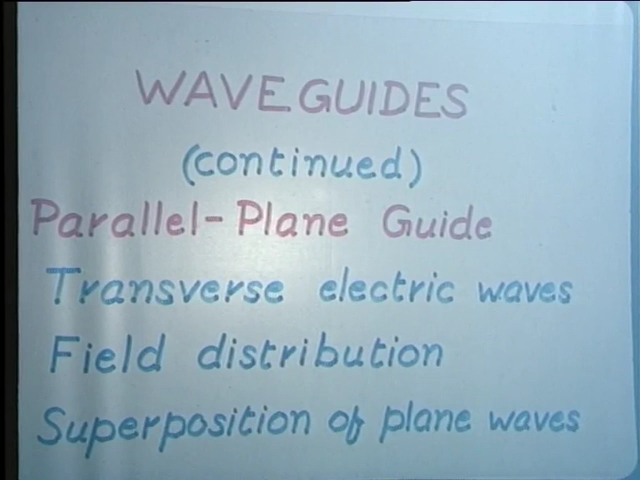 WAVEGUIDES
(continued)
Parallel-Plane Guide
Transverse electric waves
Field distribution
Superposition of plane waves